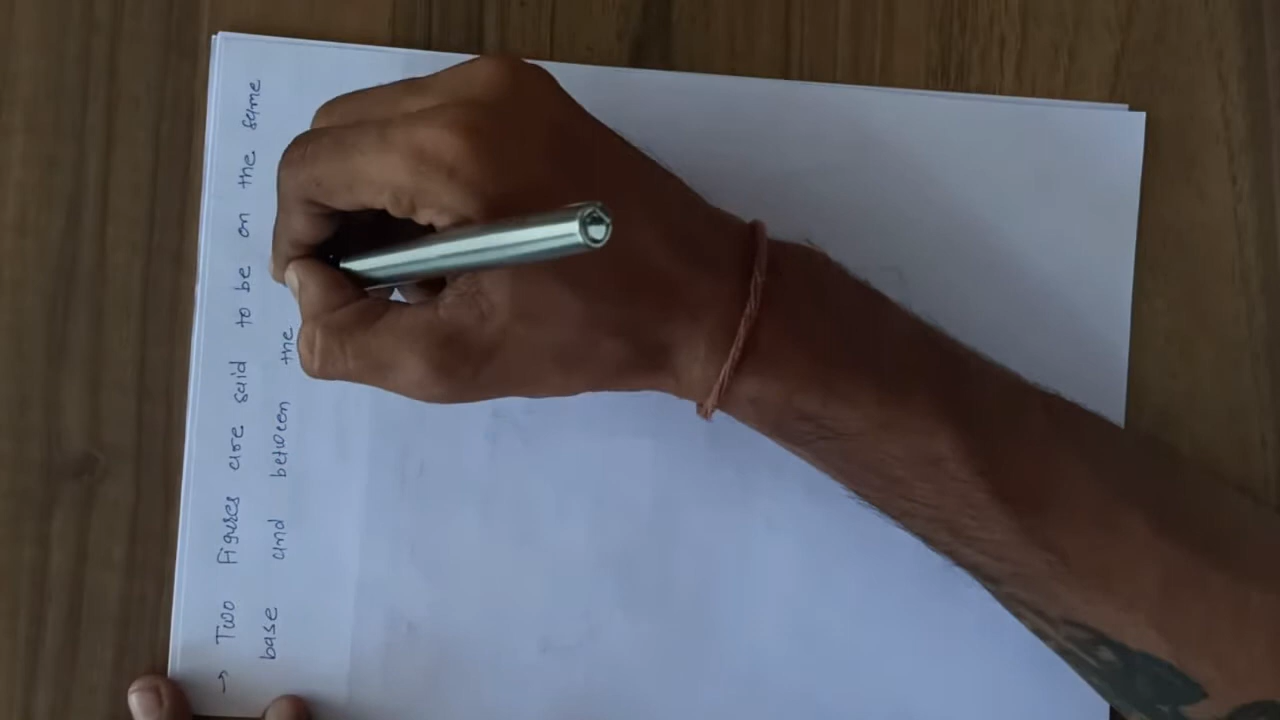 → Two Figures are said to be on the same
base and between the